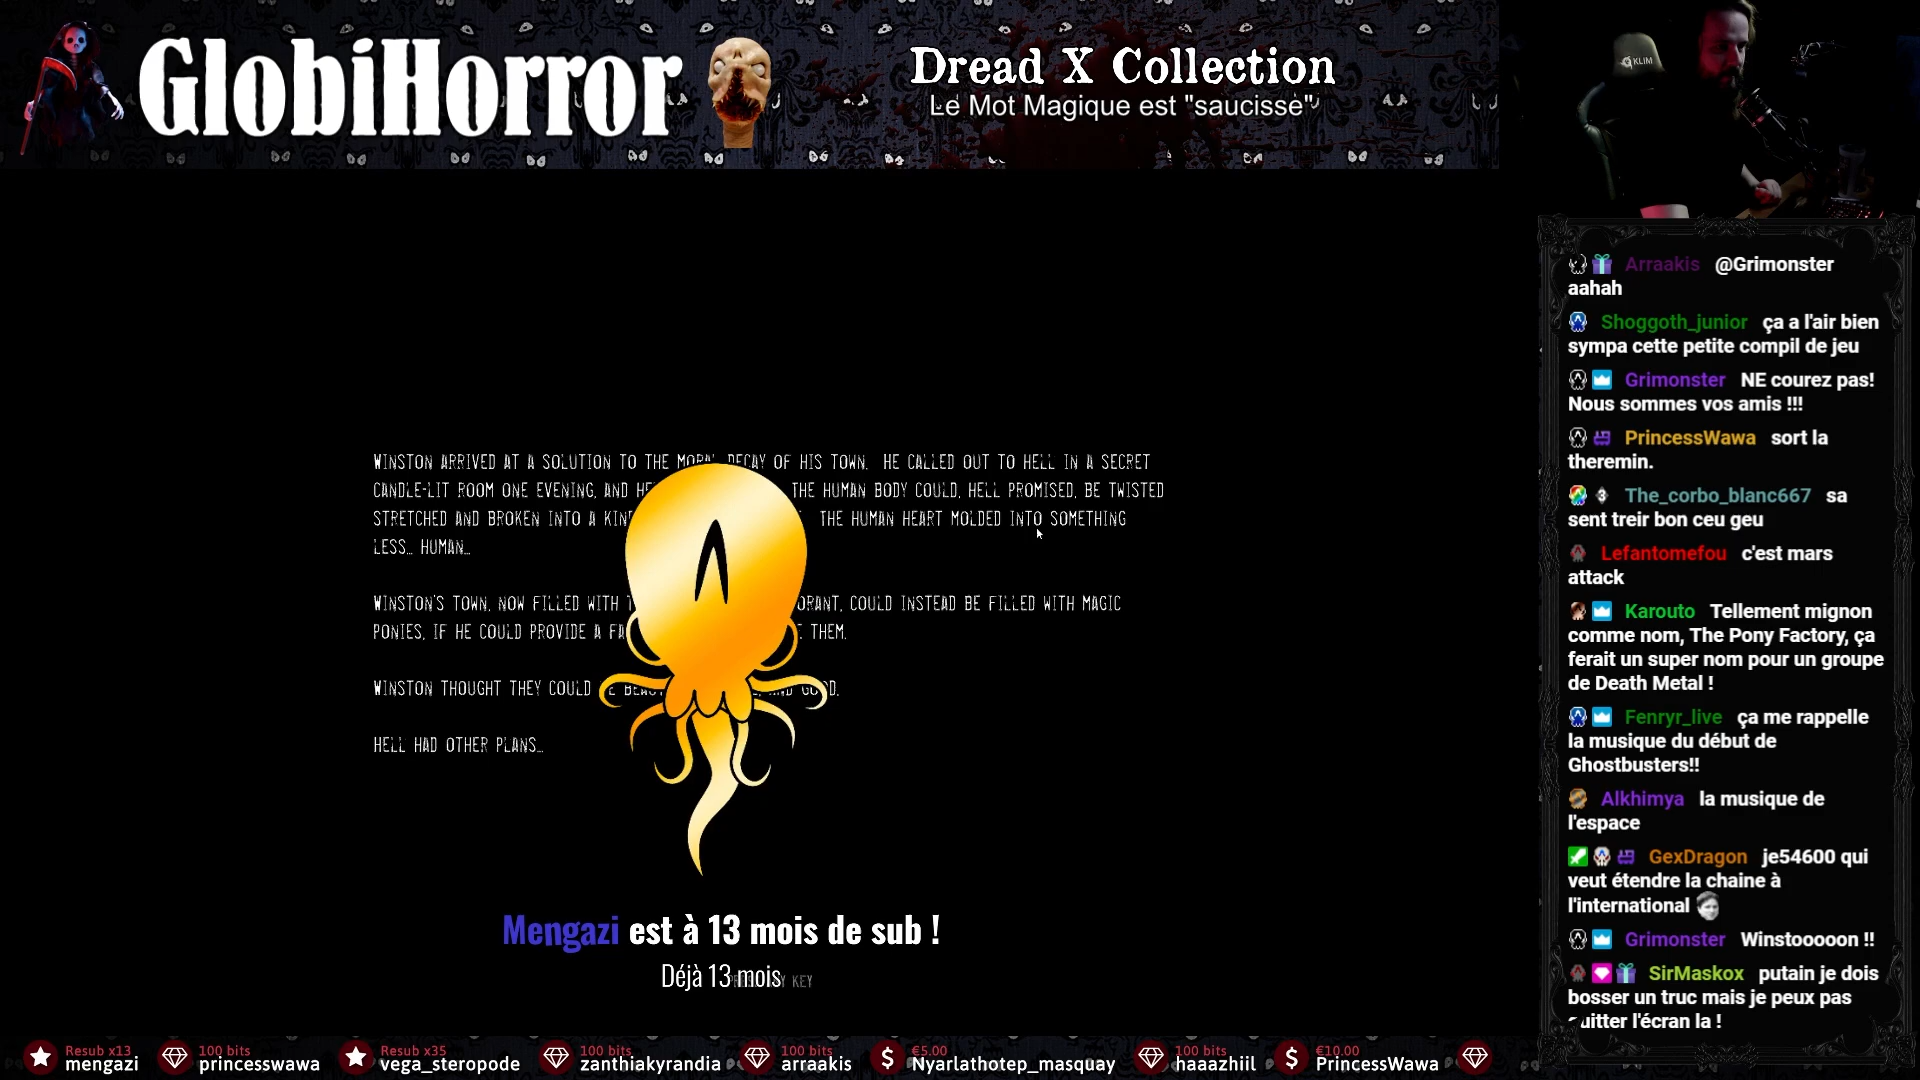 GlobiHorror
Dread X Collection
Le Mot Magique est "saucisse"
KLIM
WINSTON ARRIVED AT A SOLUTION TO THE MORAL DECAY OF HIS TOWN. HE CALLED OUT TO HELL IN A SECRET
CANDLE-LIT ROOM ONE EVENING, AND THE HUMAN BODY COULD, HELL PROMISED, BE TWISTED
STRETCHED AND BROKEN INTO A THE HUMAN HEART MOLDED INTO SOMETHING
LESS... HUMAN...
WINSTON'S TOWN, NOW FILLED WITH COULD INSTEAD BE FILLED WITH MAGIC
PONIES, IF HE COULD PROVIDE A THEM.
WINSTON THOUGHT THEY COULD
HELL HAD OTHER PLANS...
Mengazi est à 13 mois de sub !
Déjà 13 mois
KEY
Arraakis @Grimonster
aahah
Shoggoth_junior ça a l'air bien
sympa cette petite compil de jeu
Grimonster NE courez pas!
Nous sommes vos amis !!!
PrincessWawa sort la
theremin.
The_corbo_blanc667 sa
sent treir bon ceu geu
Lefantomefou c'est mars
attack
Karouto Tellement mignon
comme nom, The Pony Factory, ça
ferait un super nom pour un groupe
de Death Metal !
Fenryr_live ça me rappelle
la musique du début de
Ghostbusters!!
Alkhimya la musique de
l'espace
GexDragon je54600 qui
veut étendre la chaine à
l'international
Grimonster Winstooooon !!
SirMaskox putain je dois
bosser un truc mais je peux pas
quitter l'écran la !
Resub x13
mengazi
100 bits
princesswawa
Resub x35
vega_steropode
100 bits
zanthiakyrandia
100 bits
arraakis
€5.00
Nyarlathotep_masquay
100 bits
haaazhiil
€10.00
PrincessWawa